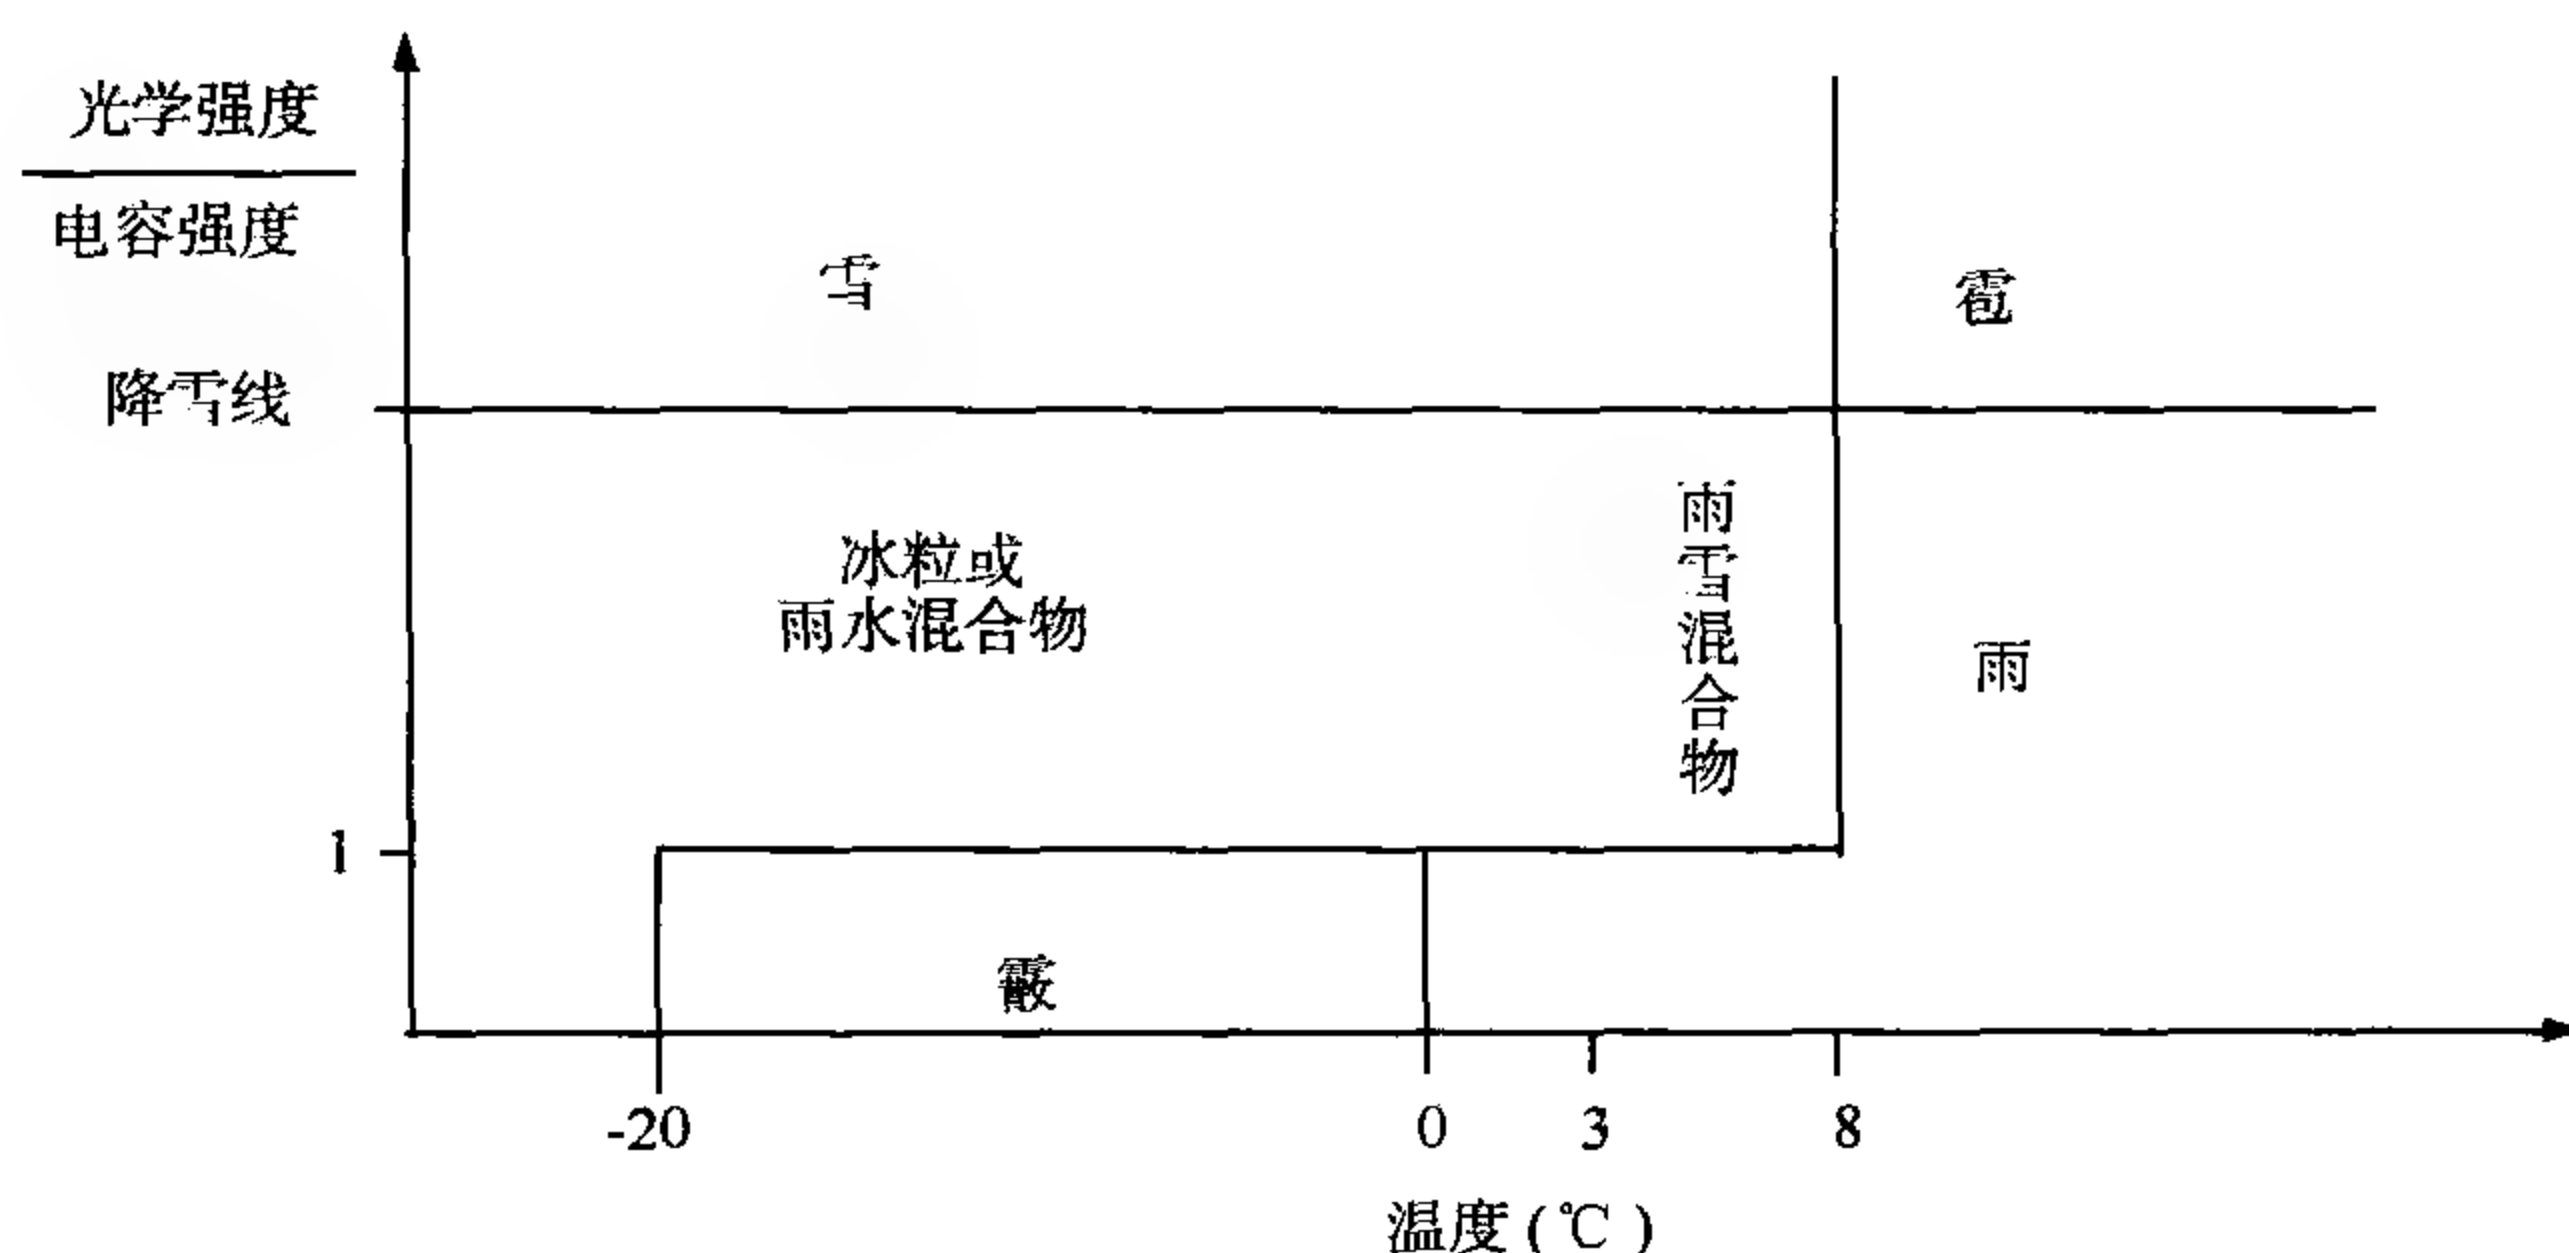 光学强度
电容强度
雪
雹
降雪线
冰粒或
雨水混合物
雨雪混合物
雨
1
霰
-20 0 3 8
温度(℃)